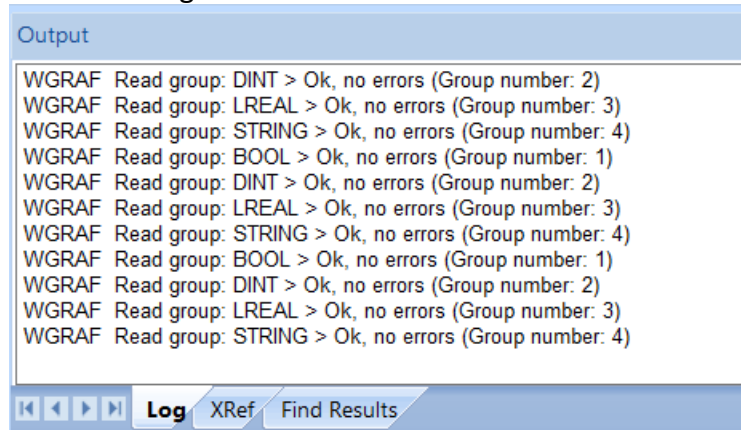 Output
WGRAF Read group: DINT > Ok, no errors (Group number: 2)
WGRAF Read group: LREAL > Ok, no errors (Group number: 3)
WGRAF Read group: STRING > Ok, no errors (Group number: 4)
WGRAF Read group: BOOL > Ok, no errors (Group number: 1)
WGRAF Read group: DINT > Ok, no errors (Group number: 2)
WGRAF Read group: LREAL > Ok, no errors (Group number: 3)
WGRAF Read group: STRING > Ok, no errors (Group number: 4)
WGRAF Read group: BOOL > Ok, no errors (Group number: 1)
WGRAF Read group: DINT > Ok, no errors (Group number: 2)
WGRAF Read group: LREAL > Ok, no errors (Group number: 3)
WGRAF Read group: STRING > Ok, no errors (Group number: 4)
Log XRef Find Results